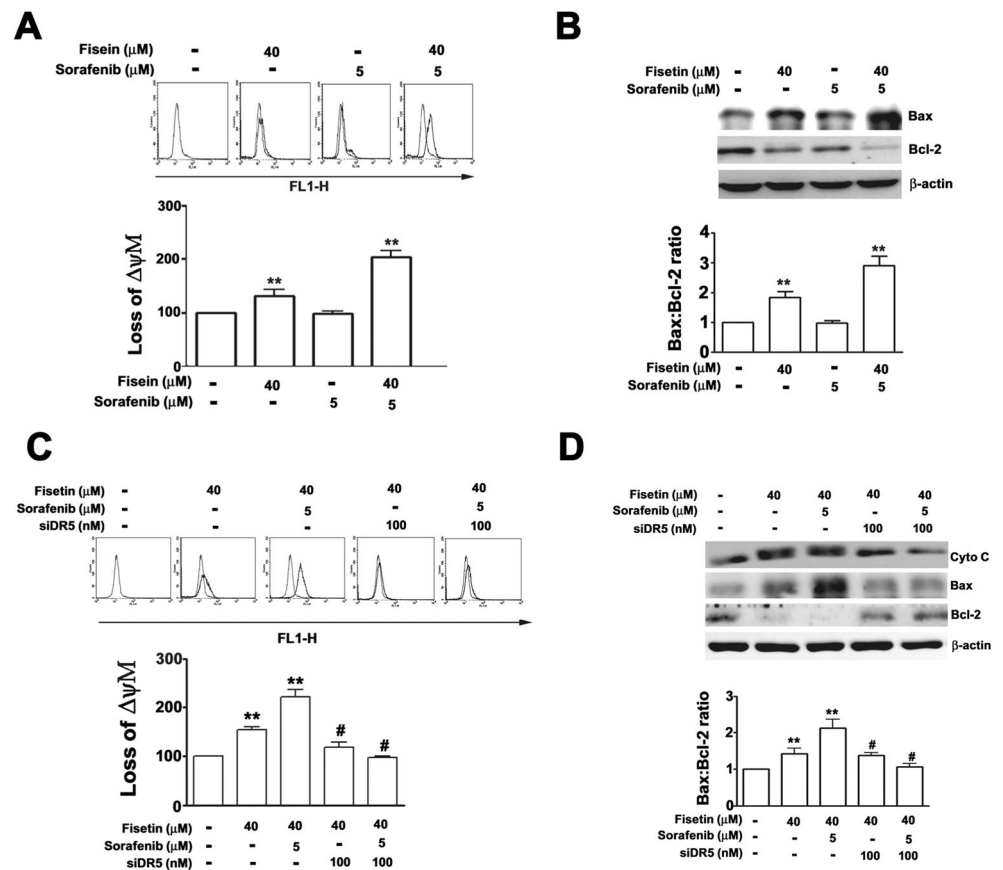 A
Fisein (μM) - 40 - 40
Sorafenib (μM) - - 5 5
FL1-H
Loss of ΔψM
300
200
100
0
** **
Fisein (μM) - 40 - 40
Sorafenib (μM) - - 5 5
B
Fisetin (μM) - 40 - 40
Sorafenib (μM) - - 5 5
Bax
Bcl-2
β-actin
Bax:Bcl-2 ratio
4
3
2
1
0
** **
Fisetin (μM) - 40 - 40
Sorafenib (μM) - - 5 5
C
Fisetin (μM) - 40 40 40 40
Sorafenib (μM) - - 5 - 5
siDR5 (nM) - - - 100 100
FL1-H
Loss of ΔψM
300
200
100
0
** ** # #
Fisetin (μM) - 40 40 40 40
Sorafenib (μM) - - 5 - 5
siDR5 (nM) - - - 100 100
D
Fisetin (μM) - 40 40 40 40
Sorafenib (μM) - - 5 - 5
siDR5 (nM) - - - 100 100
Cyto C
Bax
Bcl-2
β-actin
Bax:Bcl-2 ratio
3
2
1
0
** ** # #
Fisetin (μM) - 40 40 40 40
Sorafenib (μM) - - 5 - 5
siDR5 (nM) - - - 100 100